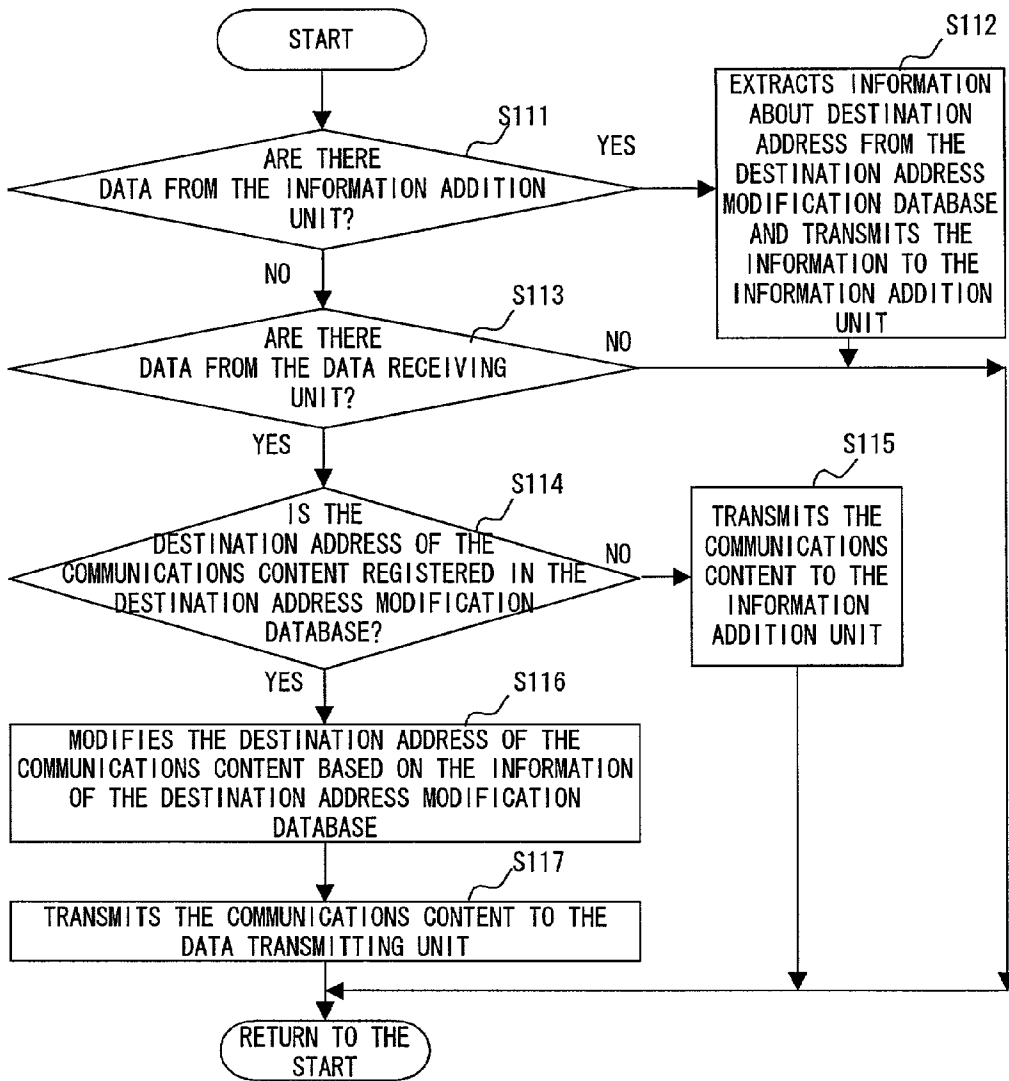 START
S111
ARE THERE
DATA FROM THE INFORMATION ADDITION
UNIT?
YES
S112
EXTRACTS INFORMATION
ABOUT DESTINATION
ADDRESS FROM THE
DESTINATION ADDRESS
MODIFICATION DATABASE
AND TRANSMITS THE
INFORMATION TO THE
INFORMATION ADDITION
UNIT
NO
S113
ARE THERE
DATA FROM THE DATA RECEIVING
UNIT?
NO
YES
S114
IS THE
DESTINATION ADDRESS OF THE
COMMUNICATIONS CONTENT REGISTERED IN THE
DESTINATION ADDRESS MODIFICATION
DATABASE?
NO
S115
TRANSMITS THE
COMMUNICATIONS
CONTENT TO THE
INFORMATION
ADDITION UNIT
YES
S116
MODIFIES THE DESTINATION ADDRESS OF THE
COMMUNICATIONS CONTENT BASED ON THE INFORMATION
OF THE DESTINATION ADDRESS MODIFICATION
DATABASE
S117
TRANSMITS THE COMMUNICATIONS CONTENT TO THE
DATA TRANSMITTING UNIT
RETURN TO THE
START